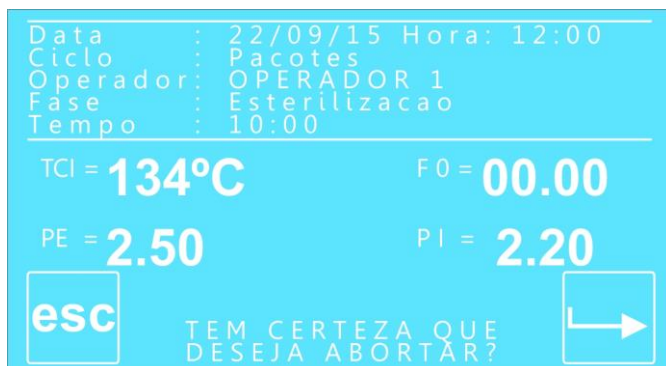 Data : 22/09/15 Hora: 12:00
Ciclo : Pacotes
Operador: OPERADOR 1
Fase : Esterilizacao
Tempo : 10:00
TCI = 134ºC F0 = 00.00
PE = 2.50 PI = 2.20
esc
TEM CERTEZA QUE
DESEJA ABORTAR?